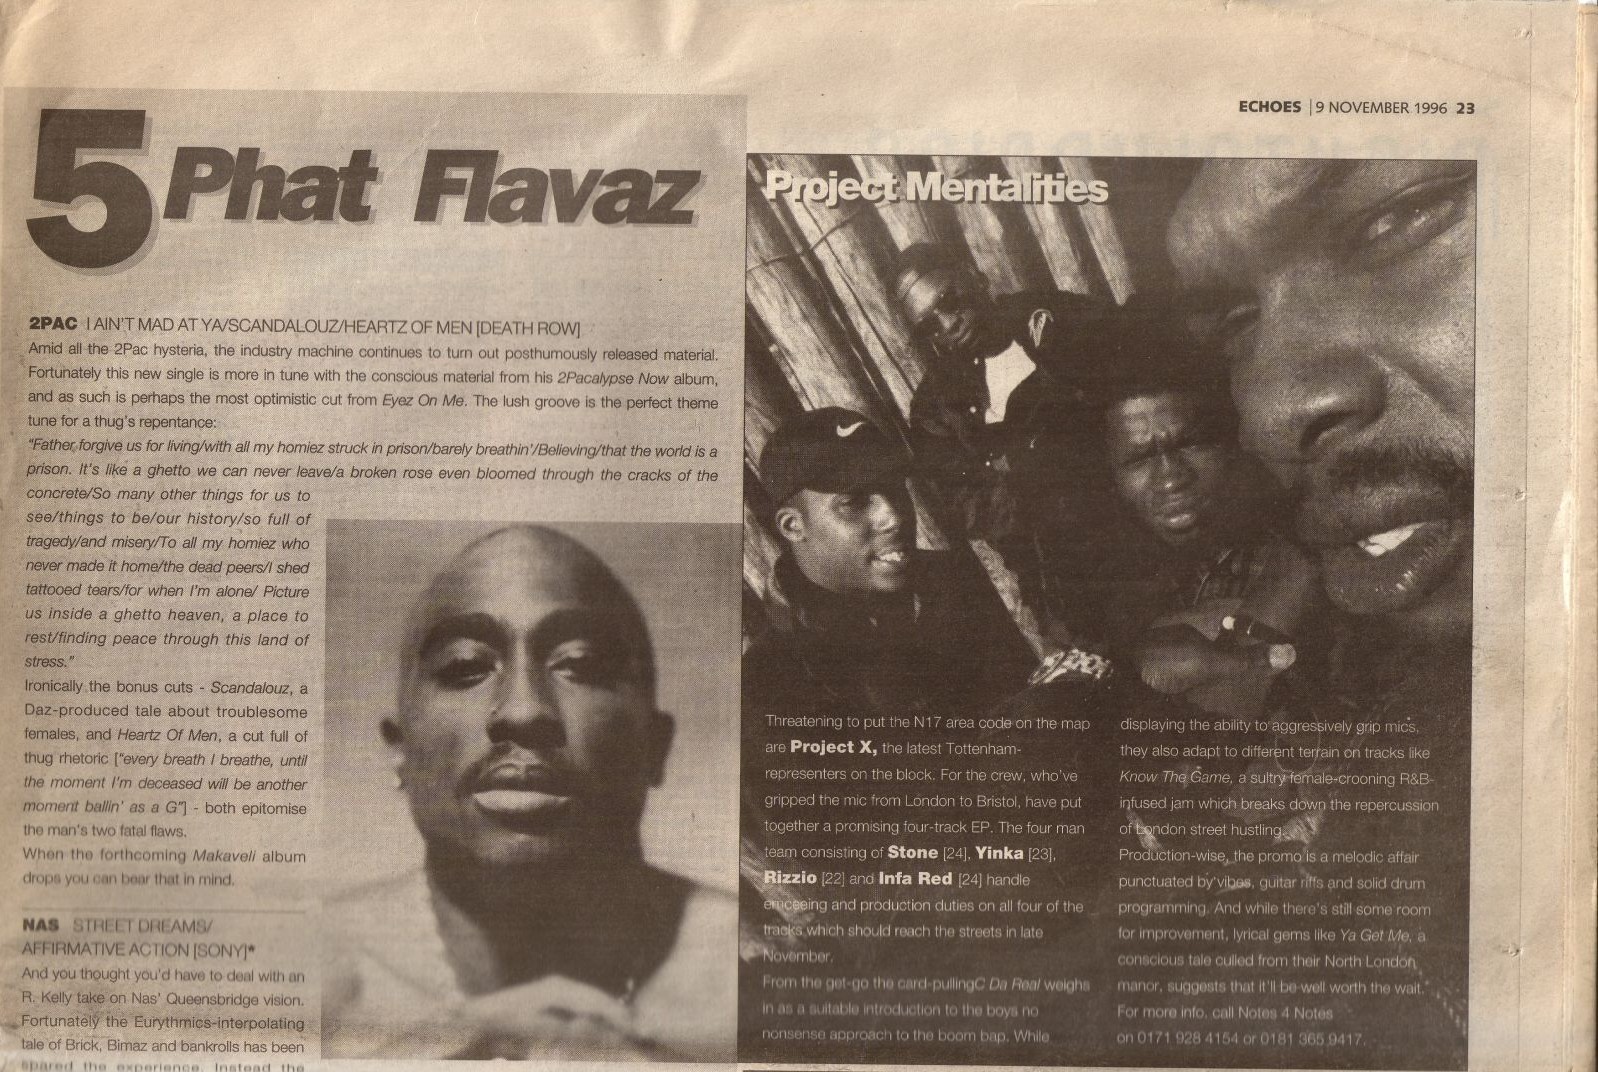 ECHOES | 9 NOVEMBER 1996 23
5 Phat Flavaz
2PAC I AIN'T MAD AT YA/SCANDALOUZ/HEARTZ OF MEN [DEATH ROW]
Amid all the 2Pac hysteria, the industry machine continues to turn out posthumously released material.
Fortunately this new single is more in tune with the conscious material from his 2Pacalypse Now album,
and as such is perhaps the most optimistic cut from Eyez On Me. The lush groove is the perfect theme
tune for a thug's repentance:
"Father, forgive us for living/with all my homiez struck in prison/barely breathin'/Believing/that the world is a
prison. It's like a ghetto we can never leave/a broken rose even bloomed through the cracks of the
concrete/So many other things for us to
see/things to be/our history/so full of
tragedy/and misery/To all my homiez who
never made it home/the dead peers/I shed
tattooed tears/for when I'm alone/ Picture
us inside a ghetto heaven, a place to
rest/finding peace through this land of
stress."
Ironically the bonus cuts - Scandalouz, a
Daz-produced tale about troublesome
females, and Heartz Of Men, a cut full of
thug rhetoric ["every breath I breathe, until
the moment I'm deceased will be another
moment ballin' as a G"] - both epitomise
the man's two fatal flaws.
When the forthcoming Makaveli album
drops you can bear that in mind.
NAS STREET DREAMS/
AFFIRMATIVE ACTION [SONY]*
And you thought you'd have to deal with an
R. Kelly take on Nas' Queensbridge vision.
Fortunately the Eurythmics-interpolating
tale of Brick, Bimaz and bankrolls has been
spared the experience. Instead the
Project Mentalities
Threatening to put the N17 area code on the map
are Project X, the latest Tottenham-
representers on the block. For the crew, who've
gripped the mic from London to Bristol, have put
together a promising four-track EP. The four man
team consisting of Stone [24], Yinka [23],
Rizzio [22] and Infa Red [24] handle
emceeing and production duties on all four of the
tracks which should reach the streets in late
November.
From the get-go the card-pullingC Da Real weighs
in as a suitable introduction to the boys no
nonsense approach to the boom bap. While
displaying the ability to aggressively grip mics,
they also adapt to different terrain on tracks like
Know The Game, a sultry female-crooning R&B-
infused jam which breaks down the repercussion
of London street hustling.
Production-wise, the promo is a melodic affair
punctuated by vibes, guitar riffs and solid drum
programming. And while there's still some room
for improvement, lyrical gems like Ya Get Me, a
conscious tale culled from their North London
manor, suggests that it'll be well worth the wait.
For more info. call Notes 4 Notes
on 0171 928 4154 or 0181 365 9417.